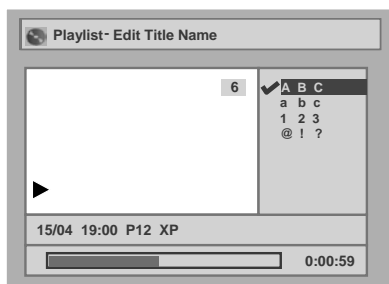 Playlist- Edit Title Name
6
A B C
a b c
1 2 3
@ ! ?
15/04 19:00 P12 XP
0:00:59